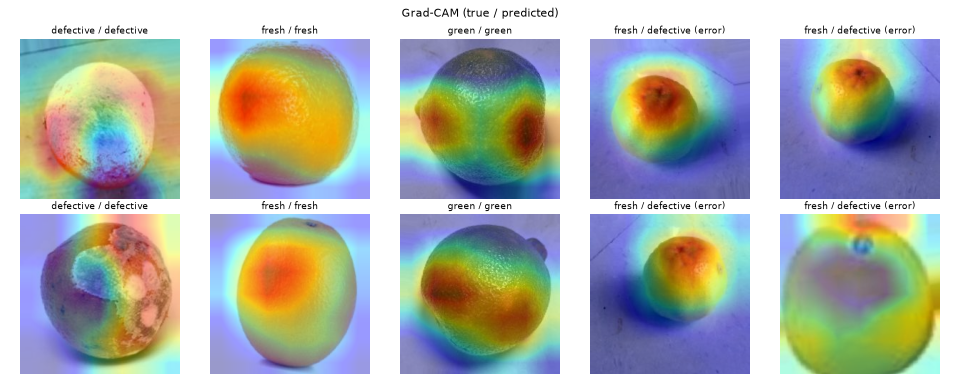 Grad-CAM (true / predicted)
defective / defective
fresh / fresh
green / green
fresh / defective (error)
fresh / defective (error)
defective / defective
fresh / fresh
green / green
fresh / defective (error)
fresh / defective (error)